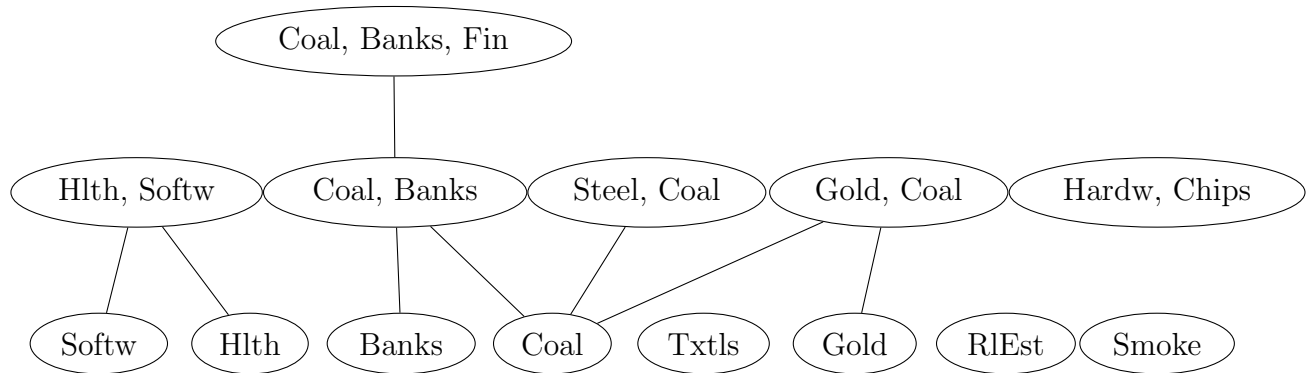 Coal, Banks, Fin
Hlth, Softw
Coal, Banks
Steel, Coal
Gold, Coal
Hardw, Chips
Softw
Hlth
Banks
Coal
Txtls
Gold
RlEst
Smoke